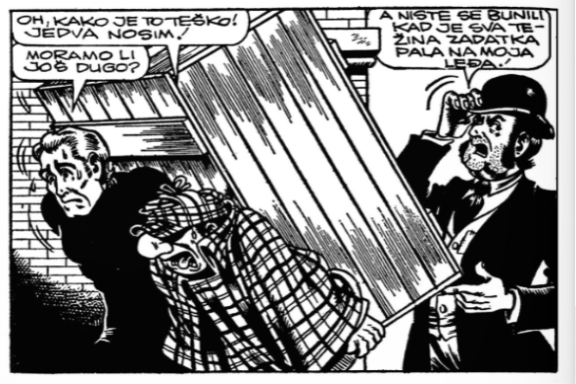 OH, KAKO JE TO TEŠKO!
JEDVA NOSIM!
MORAMO LI
JOŠ DUGO?
A NISTE SE BUNILI
KAD JE SVA TE-
ŽINA ZADATKA
PALA NA MOJA
LEĐA!